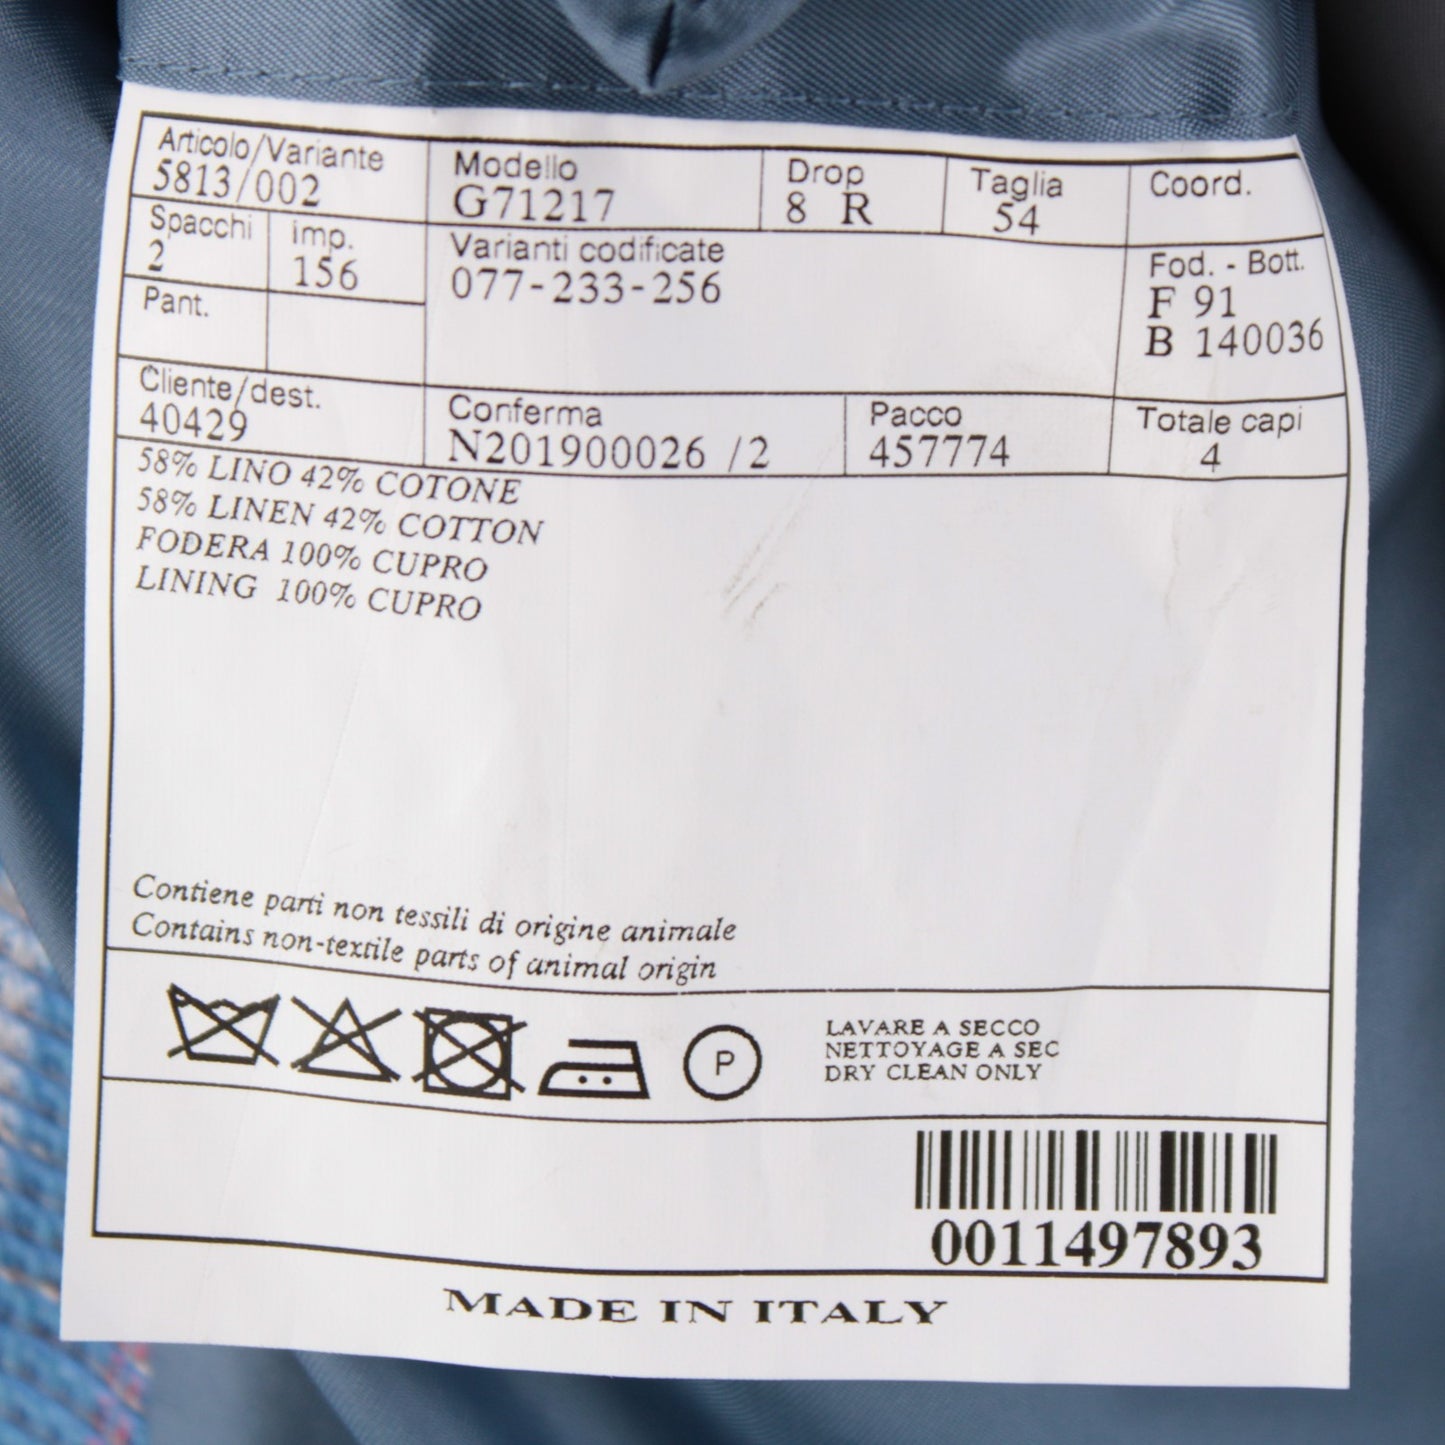 Articolo/Variante Modello Drop Taglia Coord.
5813/002 G71217 8 R 54
Spacchi imp. Varianti codificate Fod. - Bott.
2 156 077-233-256 F 91
Pant. B 140036
Cliente/dest. Conferma Pacco Totale capi
40429 N201900026 /2 457774 4
58% LINO 42% COTONE
58% LINEN 42% COTTON
FODERA 100% CUPRO
LINING 100% CUPRO
Contiene parti non tessili di origine animale
Contains non-textile parts of animal origin
P
LAVARE A SECCO
NETTOYAGE A SEC
DRY CLEAN ONLY
0011497893
MADE IN ITALY